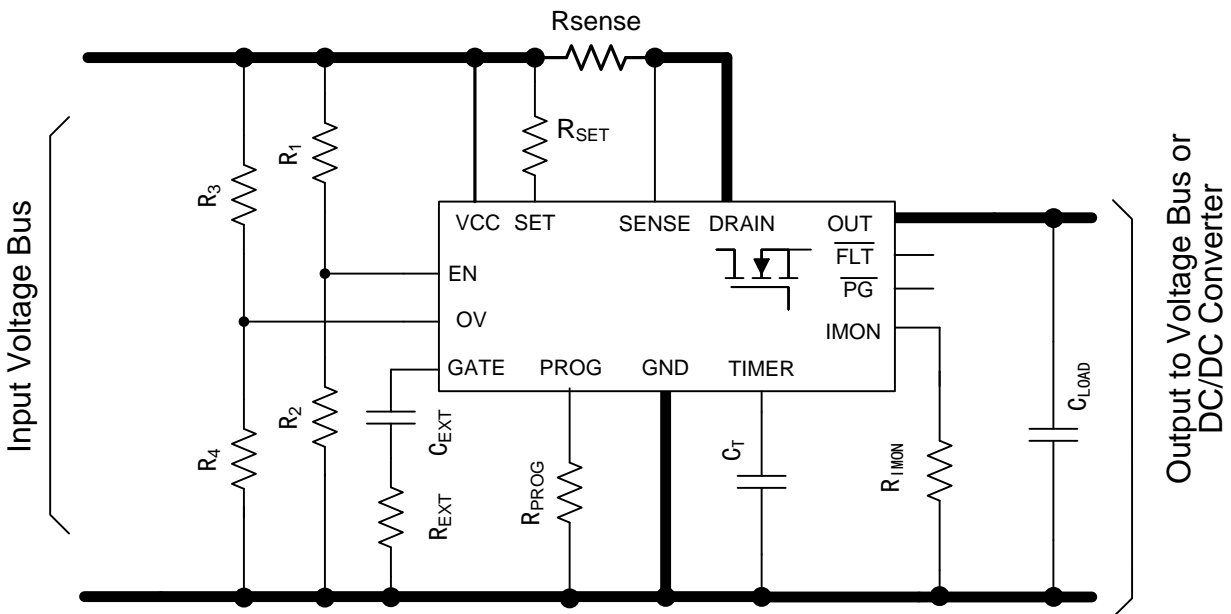 Rsense
RSET
R1
R3
VCC SET SENSE DRAIN OUT
FLT
EN
PG
OV
IMON
GATE PROG GND TIMER
R2
R4
CEXT
REXT
RPROG
CT
RIMON
CLOAD
Input Voltage Bus
Output to Voltage Bus or
DC/DC Converter